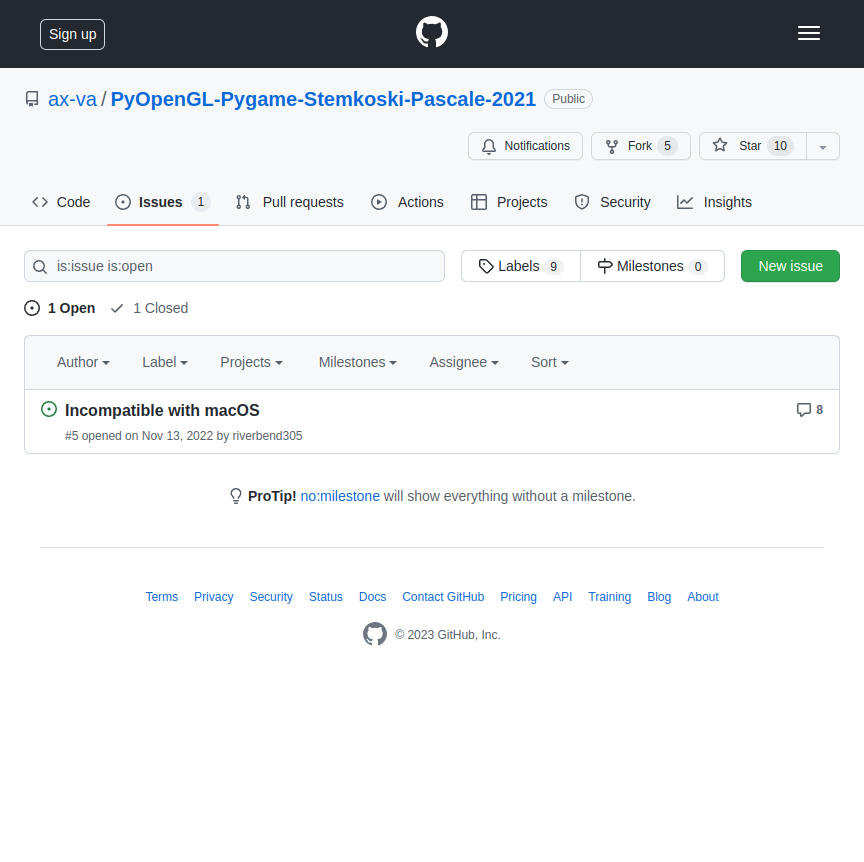 Sign up
ax-va / PyOpenGL-Pygame-Stemkoski-Pascale-2021 Public
Notifications Fork 5 Star 10
Code Issues 1 Pull requests Actions Projects Security Insights
is:issue is:open Labels 9 Milestones 0 New issue
1 Open 1 Closed
Author Label Projects Milestones Assignee Sort
Incompatible with macOS 8
#5 opened on Nov 13, 2022 by riverbend305
ProTip! no:milestone will show everything without a milestone.
Terms Privacy Security Status Docs Contact GitHub Pricing API Training Blog About
© 2023 GitHub, Inc.